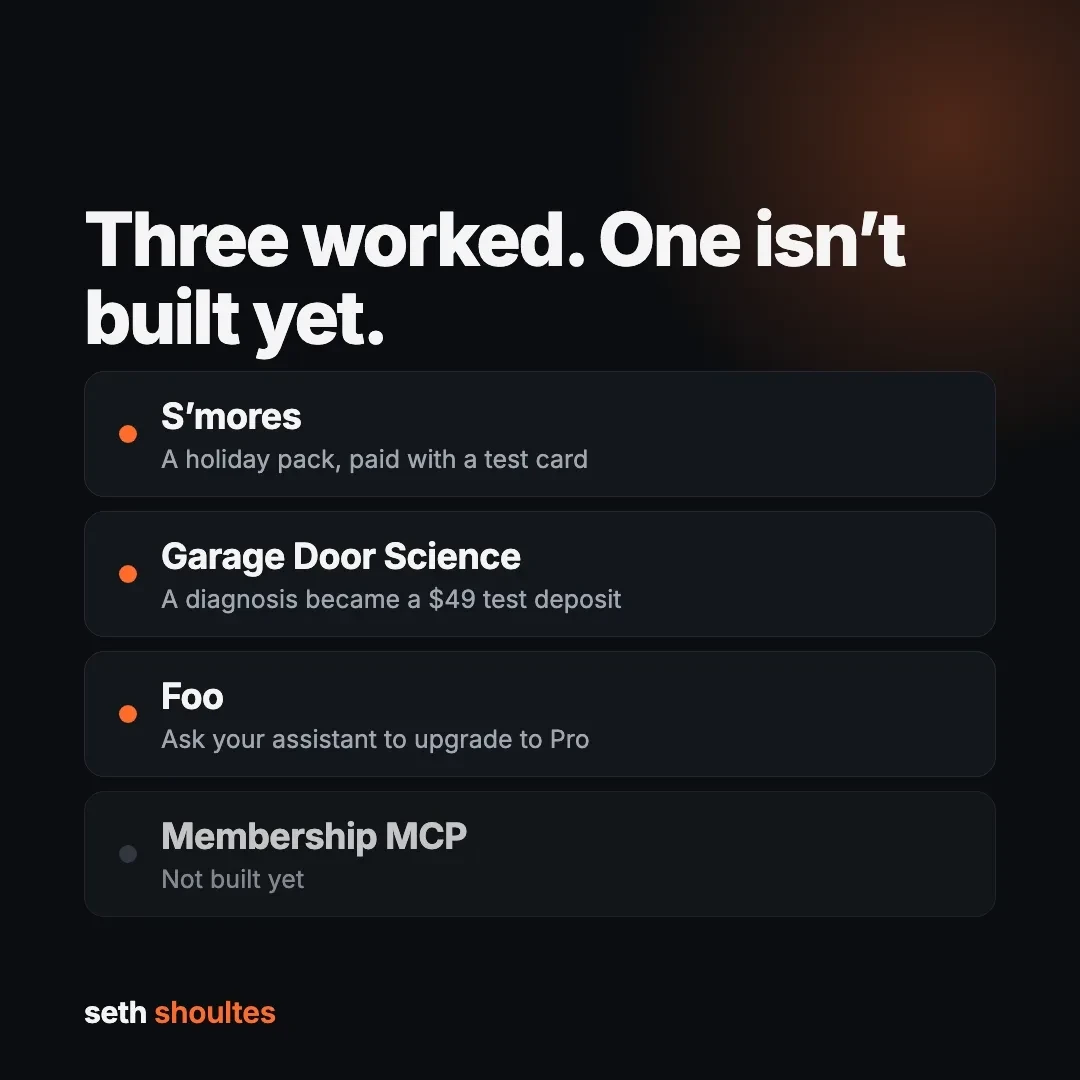 Three worked. One isn’t
built yet.
S’mores
A holiday pack, paid with a test card
Garage Door Science
A diagnosis became a $49 test deposit
Foo
Ask your assistant to upgrade to Pro
Membership MCP
Not built yet
seth shoultes